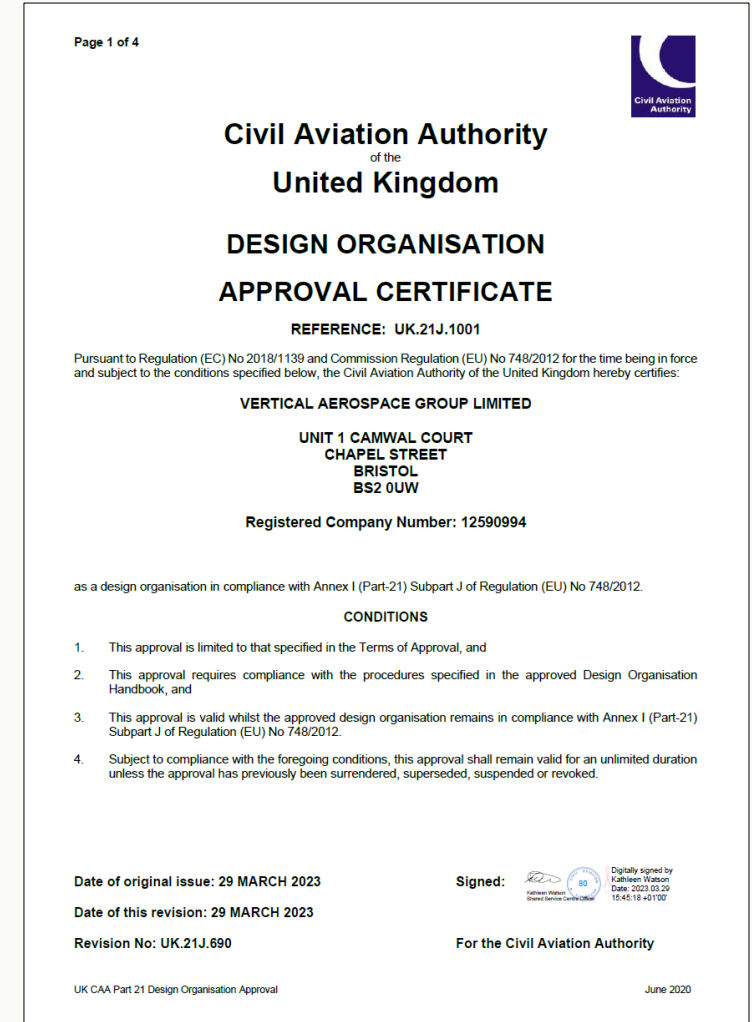 Page 1 of 4
Civil Aviation
Authority
Civil Aviation Authority
of the
United Kingdom
DESIGN ORGANISATION
APPROVAL CERTIFICATE
REFERENCE: UK.21J.1001
Pursuant to Regulation (EC) No 2018/1139 and Commission Regulation (EU) No 748/2012 for the time being in force
and subject to the conditions specified below, the Civil Aviation Authority of the United Kingdom hereby certifies:
VERTICAL AEROSPACE GROUP LIMITED
UNIT 1 CAMWAL COURT
CHAPEL STREET
BRISTOL
BS2 0UW
Registered Company Number: 12590994
as a design organisation in compliance with Annex I (Part-21) Subpart J of Regulation (EU) No 748/2012.
CONDITIONS
1. This approval is limited to that specified in the Terms of Approval, and
2. This approval requires compliance with the procedures specified in the approved Design Organisation
Handbook, and
3. This approval is valid whilst the approved design organisation remains in compliance with Annex I (Part-21)
Subpart J of Regulation (EU) No 748/2012.
4. Subject to compliance with the foregoing conditions, this approval shall remain valid for an unlimited duration
unless the approval has previously been surrendered, superseded, suspended or revoked.
Date of original issue: 29 MARCH 2023
Signed:
80
Kathleen Watson
Shared Service Centre Officer
Digitally signed by
Kathleen Watson
Date: 2023.03.29
15:45:18 +01'00'
Date of this revision: 29 MARCH 2023
Revision No: UK.21J.690
For the Civil Aviation Authority
UK CAA Part 21 Design Organisation Approval
June 2020